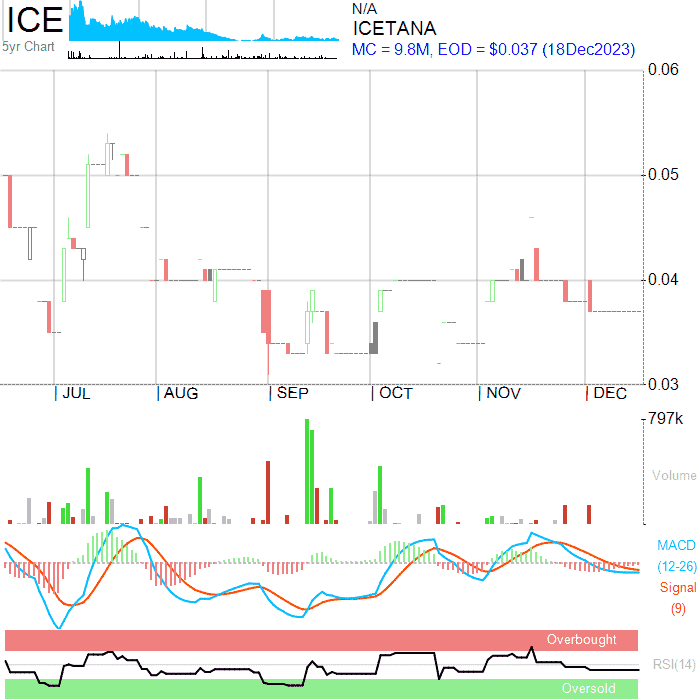 ICE
5yr Chart
N/A
ICETANA
MC = 9.8M, EOD = $0.037 (18Dec2023)
0.06
0.05
0.04
0.03
JUL
AUG
SEP
OCT
NOV
DEC
797k
Volume
MACD
(12-26)
Signal
(9)
Overbought
RSI(14)
Oversold